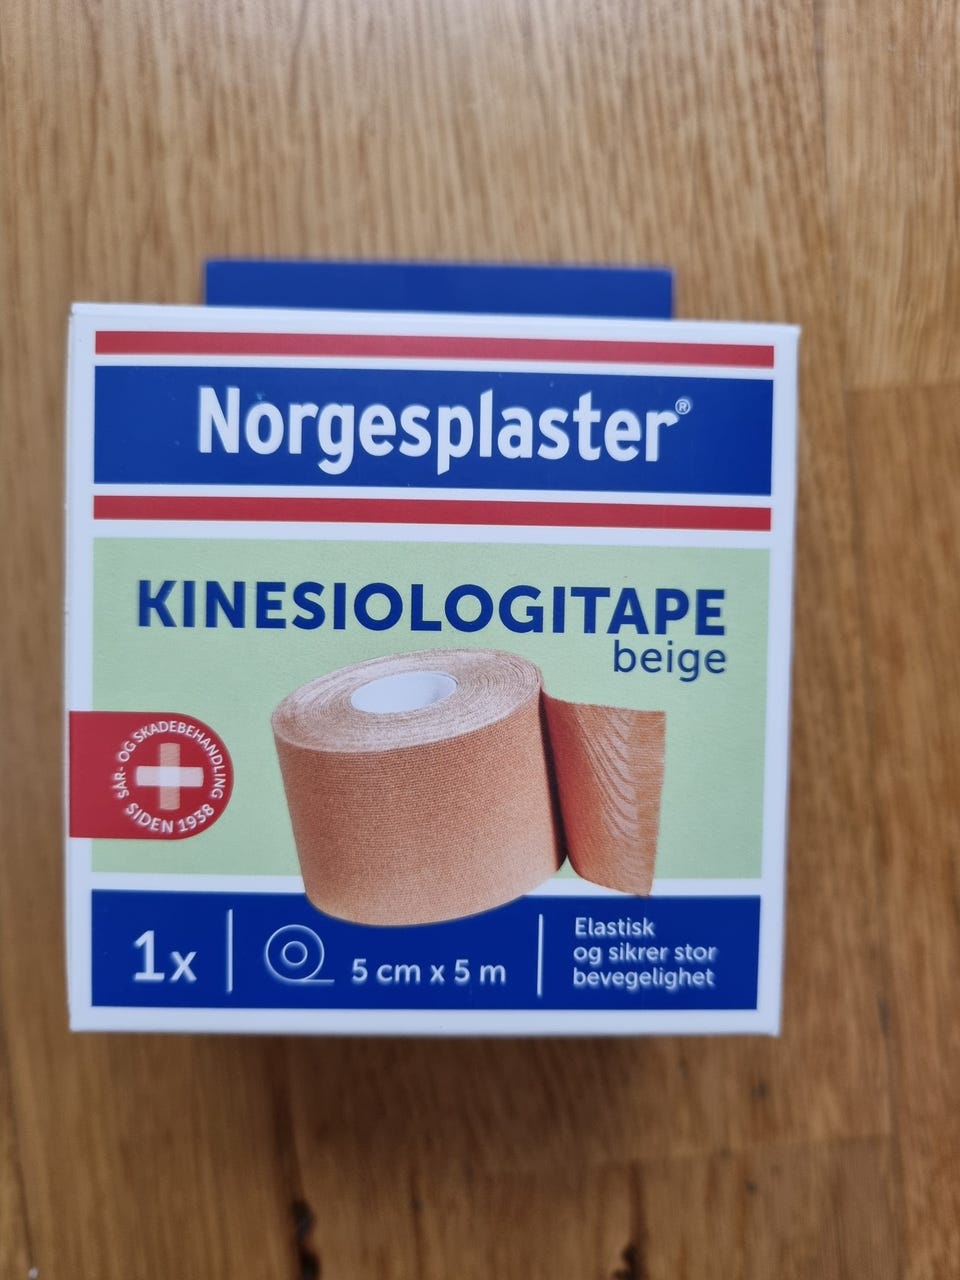 Norgesplaster®
KINESIOLOGITAPE
beige
SÅR- OG SKADEBEHANDLING
SIDEN 1938
1x
5 cm x 5 m
Elastisk
og sikrer stor
bevegelighet